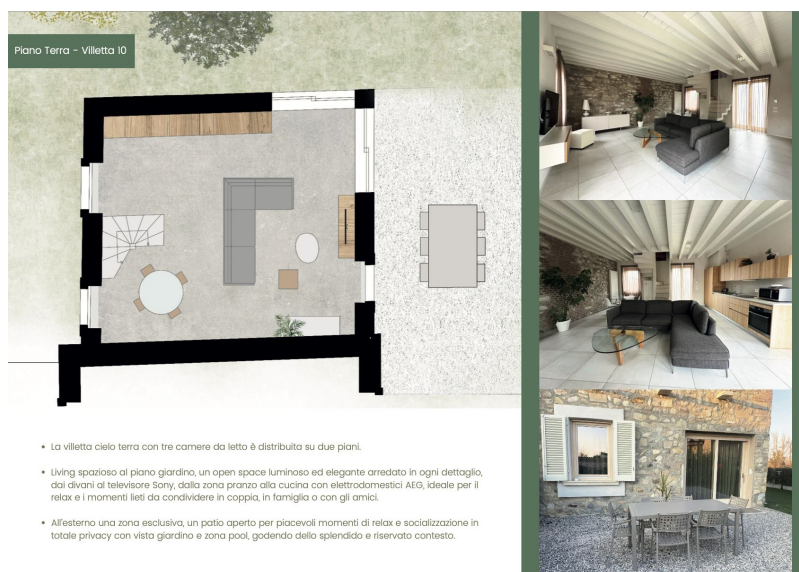 Piano Terra - Villetta 10
• La villetta cielo terra con tre camere da letto è distribuita su due piani.
• Living spazioso al piano giardino, un open space luminoso ed elegante arredato in ogni dettaglio,
dai divani al televisore Sony, dalla zona pranzo alla cucina con elettrodomestici AEG, ideale per il
relax e i momenti lieti da condividere in coppia, in famiglia o con gli amici.
• All'esterno una zona esclusiva, un patio aperto per piacevoli momenti di relax e socializzazione in
totale privacy con vista giardino e zona pool, godendo dello splendido e riservato contesto.